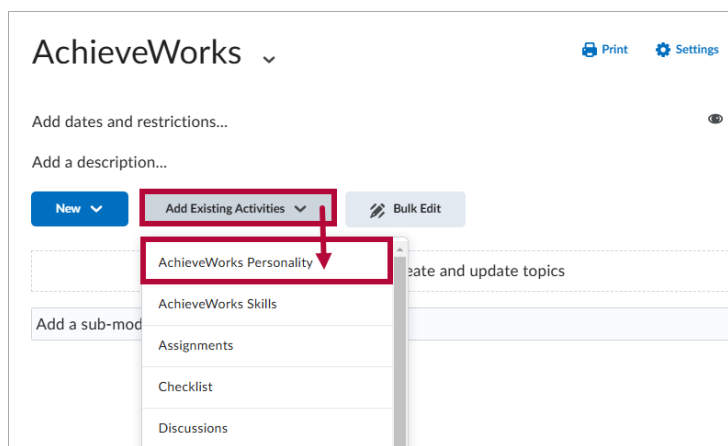 AchieveWorks
Print
Settings
Add dates and restrictions...
Add a description...
New
Add Existing Activities
Bulk Edit
AchieveWorks Personality
eate and update topics
AchieveWorks Skills
Add a sub-mod
Assignments
Checklist
Discussions